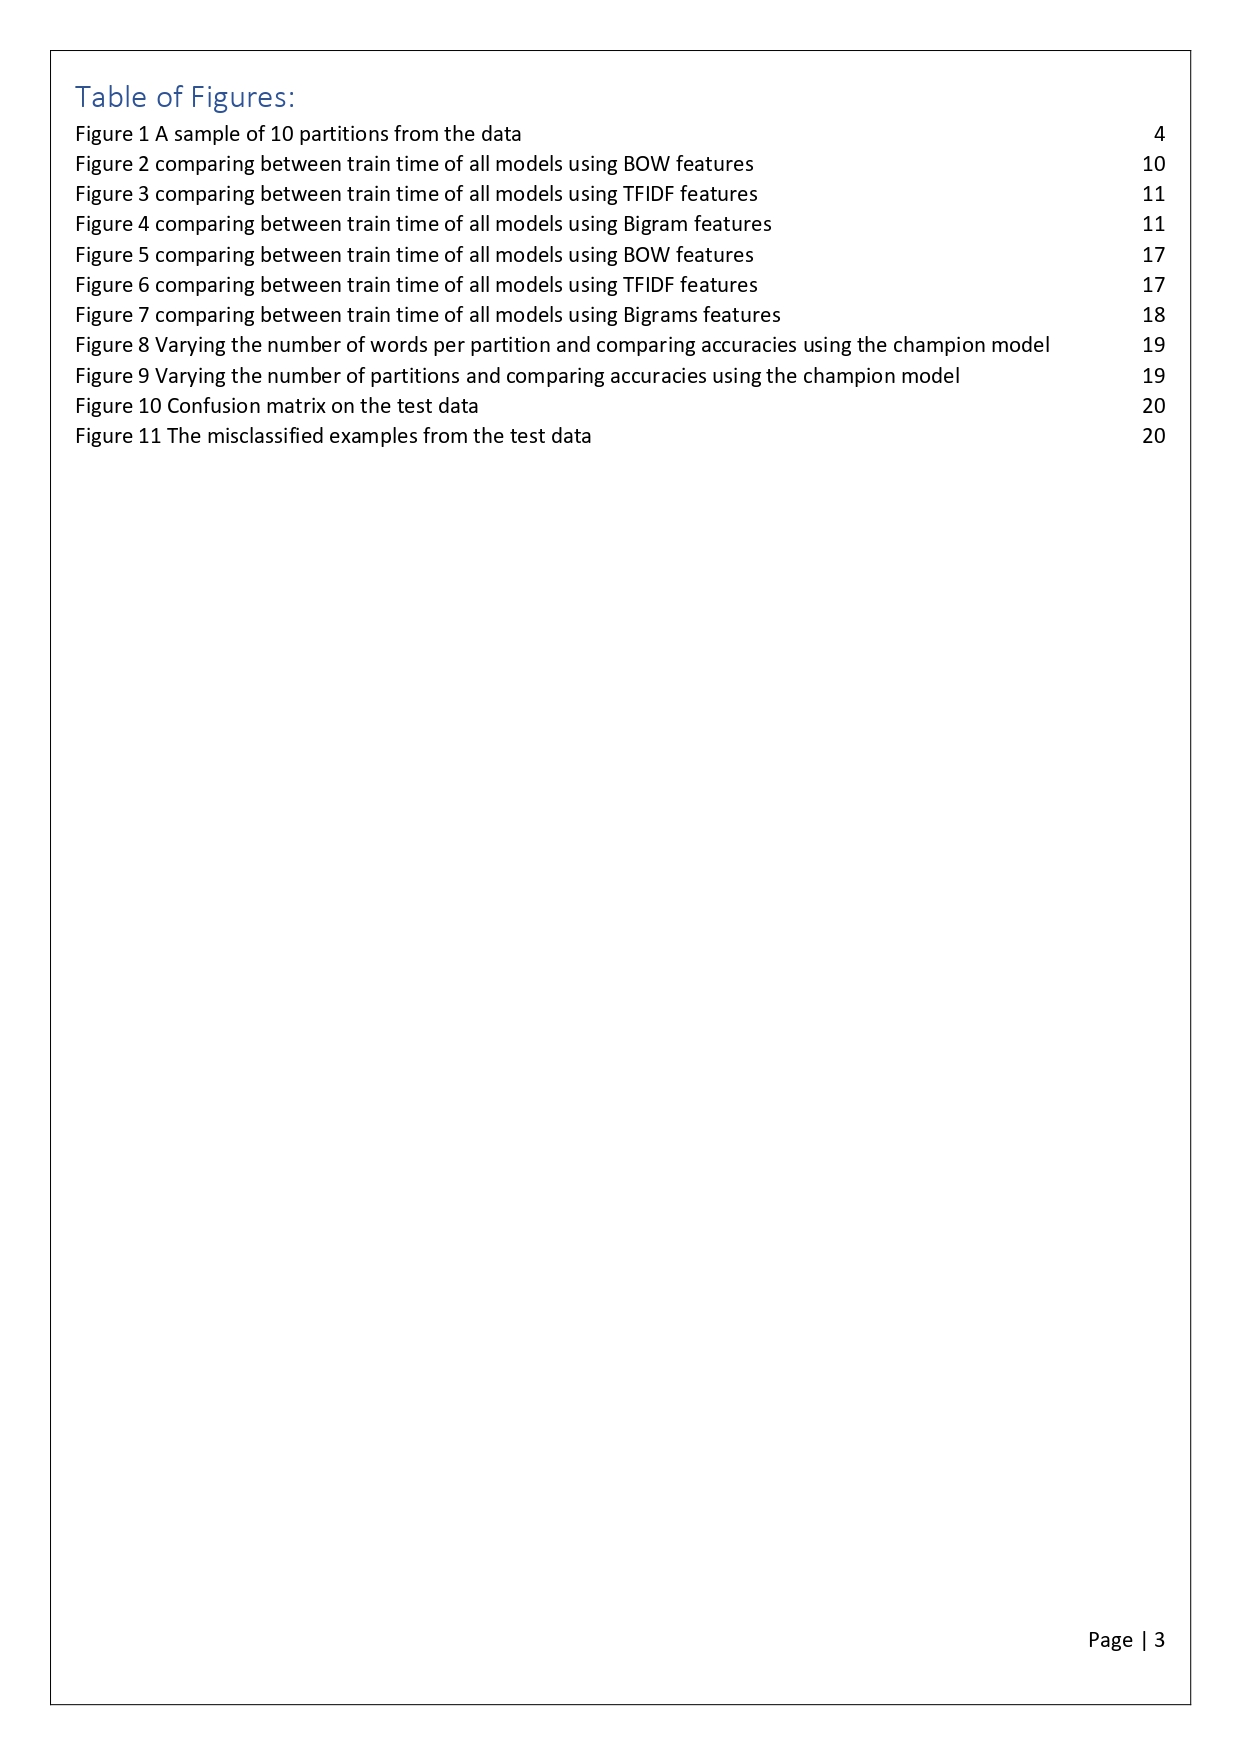 Table of Figures:
Figure 1 A sample of 10 partitions from the data 4
Figure 2 comparing between train time of all models using BOW features 10
Figure 3 comparing between train time of all models using TFIDF features 11
Figure 4 comparing between train time of all models using Bigram features 11
Figure 5 comparing between train time of all models using BOW features 17
Figure 6 comparing between train time of all models using TFIDF features 17
Figure 7 comparing between train time of all models using Bigrams features 18
Figure 8 Varying the number of words per partition and comparing accuracies using the champion model 19
Figure 9 Varying the number of partitions and comparing accuracies using the champion model 19
Figure 10 Confusion matrix on the test data 20
Figure 11 The misclassified examples from the test data 20
Page | 3